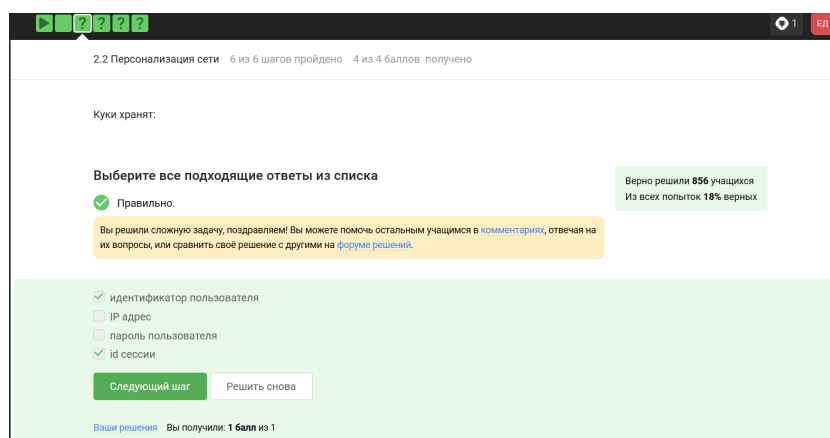 ? ? ? ?
1 ЕД
2.2 Персонализация сети 6 из 6 шагов пройдено 4 из 4 баллов получено
Куки хранят:
Выберите все подходящие ответы из списка
Верно решили 856 учащихся
Из всех попыток 18% верных
Правильно.
Вы решили сложную задачу, поздравляем! Вы можете помочь остальным учащимся в комментариях, отвечая на
их вопросы, или сравнить своё решение с другими на форуме решений.
идентификатор пользователя
IP адрес
пароль пользователя
id сессии
Следующий шаг Решить снова
Ваши решения Вы получили: 1 балл из 1